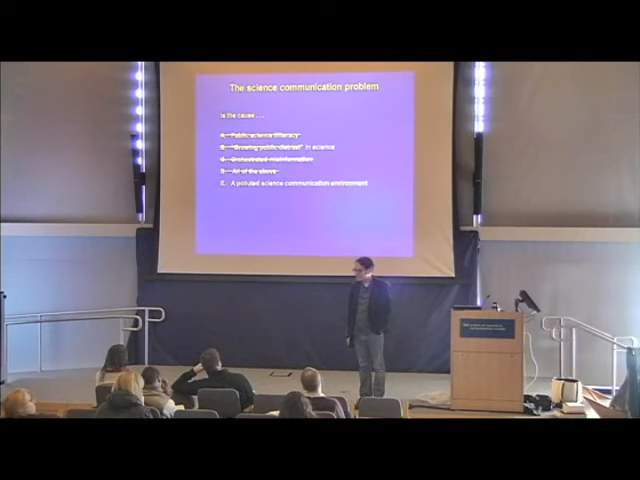 The science communication problem
Is the cause . . .
A. Public science illiteracy
B. "Growing public distrust" in science
C. Orchestrated misinformation
D. All of the above
E. A polluted science communication environment